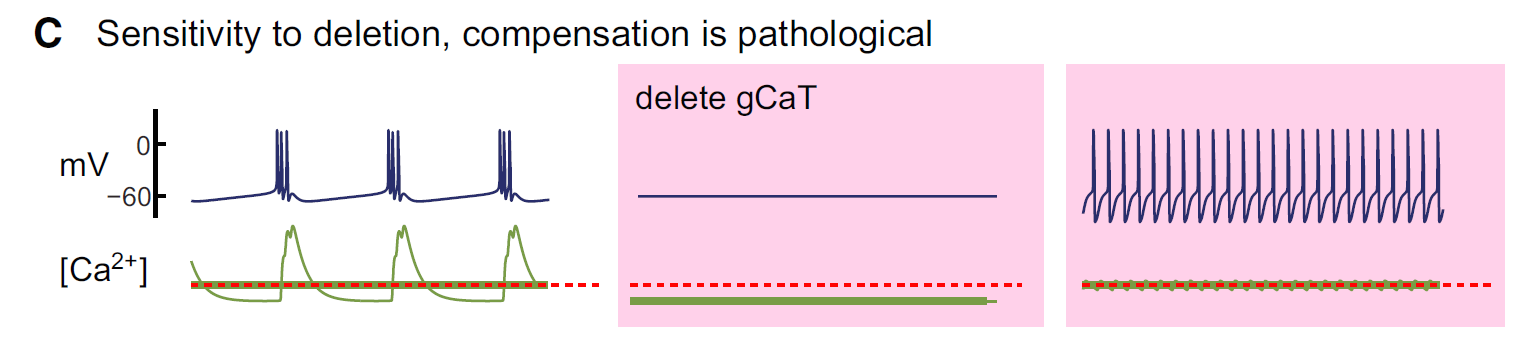 C Sensitivity to deletion, compensation is pathological
delete gCaT
0
mV
−60
[Ca²⁺]